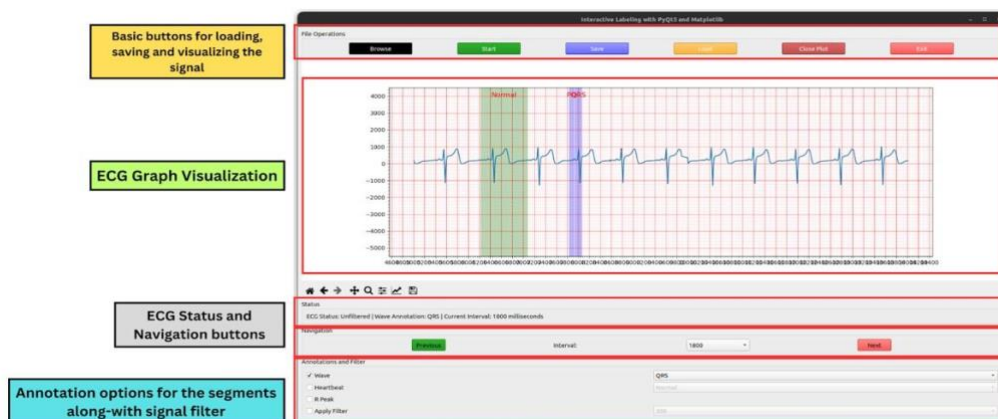 Interactive Labeling with PyQt5 and Matplotlib
Basic buttons for loading,
saving and visualizing the
signal
File Operations
Browse Start Save Load Close Plot Exit
Normal PQRS
4000
3000
2000
1000
0
−1000
−2000
−3000
−4000
−5000
ECG Graph Visualization
ECG Status and
Navigation buttons
Status
ECG Status: Unfiltered | Wave Annotation: QRS | Current Interval: 1800 milliseconds
Navigation
Previous Interval: 1800 Next
Annotation options for the segments
along-with signal filter
Annotations and Filter
Wave QRS
Heartbeat Normal
R Peak
Apply Filter